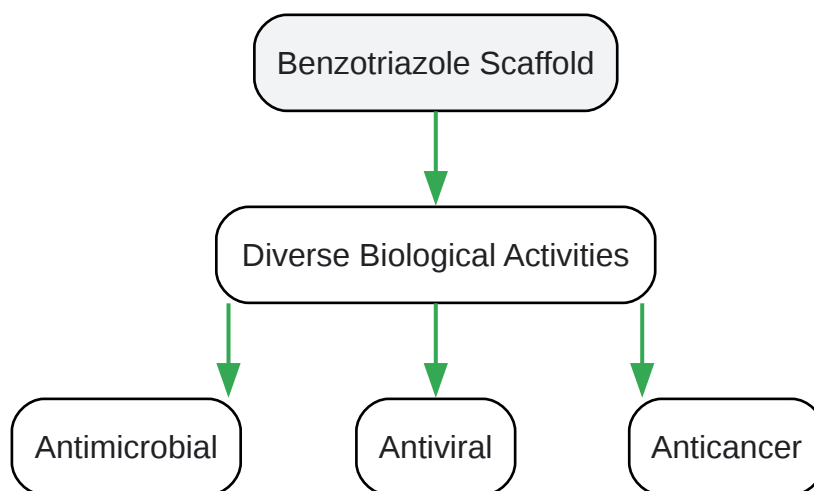 Benzotriazole Scaffold
Diverse Biological Activities
Antimicrobial
Antiviral
Anticancer